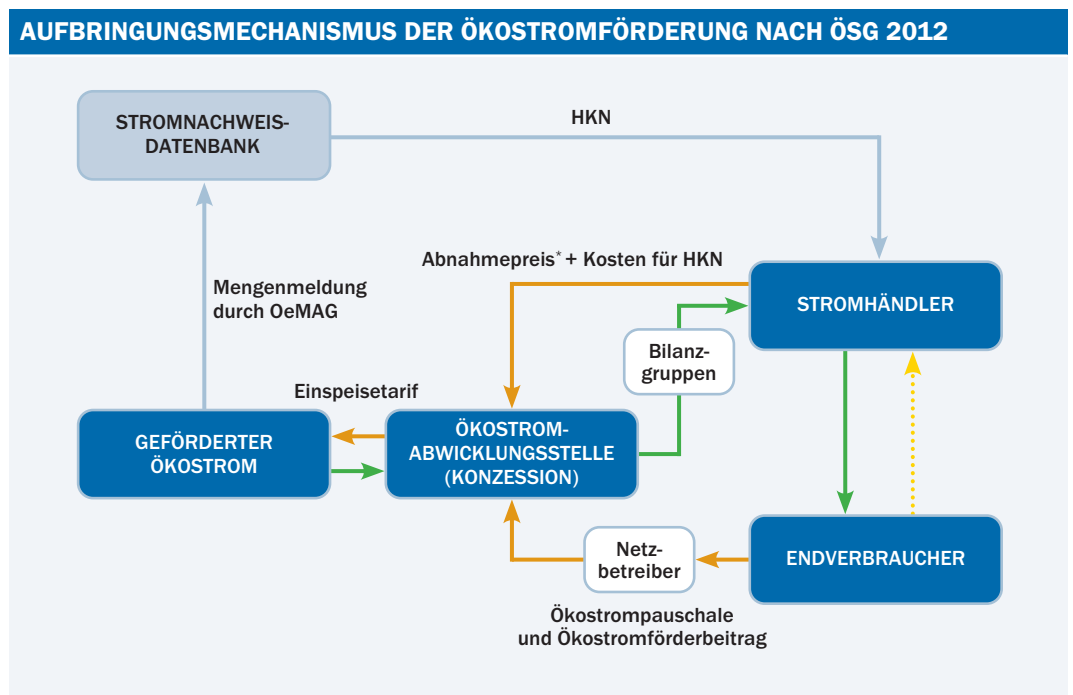 AUFBRINGUNGSMECHANISMUS DER ÖKOSTROMFÖRDERUNG NACH ÖSG 2012
STROMNACHWEIS-
DATENBANK
HKN
Abnahmepreis* + Kosten für HKN
Mengenmeldung
durch OeMAG
STROMHÄNDLER
Bilanz-
gruppen
Einspeisetarif
GEFÖRDERTER
ÖKOSTROM
ÖKOSTROM-
ABWICKLUNGSSTELLE
(KONZESSION)
Netz-
betreiber
ENDVERBRAUCHER
Ökostrompauschale
und Ökostromförderbeitrag